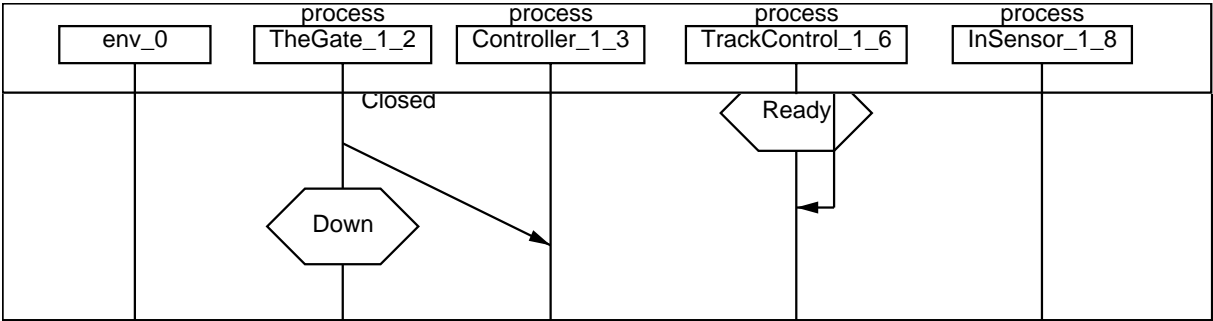 process process process process
env_0 TheGate_1_2 Controller_1_3 TrackControl_1_6 InSensor_1_8
Closed
Ready
Down